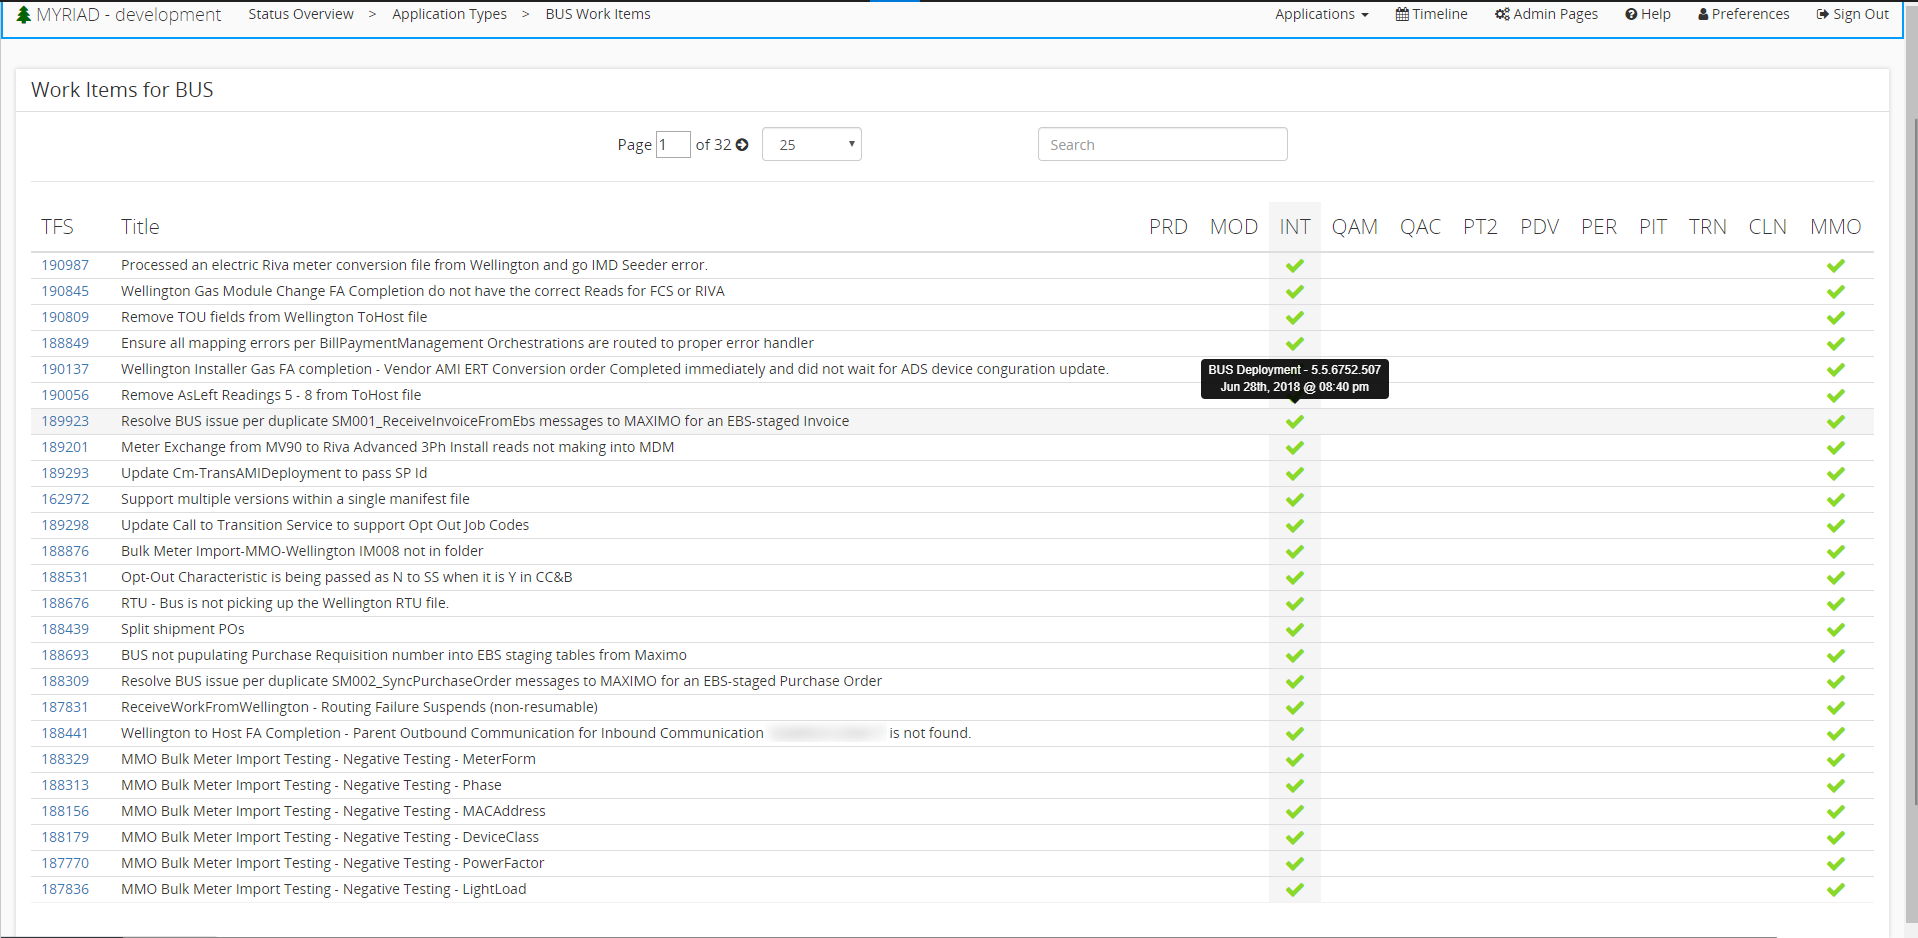 MYRIAD - development Status Overview > Application Types > BUS Work Items Applications Timeline Admin Pages Help Preferences Sign Out
Work Items for BUS
Page 1 of 32 25 Search
TFS Title PRD MOD INT QAM QAC PT2 PDV PER PIT TRN CLN MMO
190987 Processed an electric Riva meter conversion file from Wellington and go IMD Seeder error.
190845 Wellington Gas Module Change FA Completion do not have the correct Reads for FCS or RIVA
190809 Remove TOU fields from Wellington ToHost file
188849 Ensure all mapping errors per BillPaymentManagement Orchestrations are routed to proper error handler
190137 Wellington Installer Gas FA completion - Vendor AMI ERT Conversion order Completed immediately and did not wait for ADS device conguration update.
BUS Deployment - 5.5.6752.507
Jun 28th, 2018 @ 08:40 pm
190056 Remove AsLeft Readings 5 - 8 from ToHost file
189923 Resolve BUS issue per duplicate SM001_ReceiveInvoiceFromEbs messages to MAXIMO for an EBS-staged Invoice
189201 Meter Exchange from MV90 to Riva Advanced 3Ph Install reads not making into MDM
189293 Update Cm-TransAMIDeployment to pass SP Id
162972 Support multiple versions within a single manifest file
189298 Update Call to Transition Service to support Opt Out Job Codes
188876 Bulk Meter Import-MMO-Wellington IM008 not in folder
188531 Opt-Out Characteristic is being passed as N to SS when it is Y in CC&B
188676 RTU - Bus is not picking up the Wellington RTU file.
188439 Split shipment POs
188693 BUS not pupulating Purchase Requisition number into EBS staging tables from Maximo
188309 Resolve BUS issue per duplicate SM002_SyncPurchaseOrder messages to MAXIMO for an EBS-staged Purchase Order
187831 ReceiveWorkFromWellington - Routing Failure Suspends (non-resumable)
188441 Wellington to Host FA Completion - Parent Outbound Communication for Inbound Communication is not found.
188329 MMO Bulk Meter Import Testing - Negative Testing - MeterForm
188313 MMO Bulk Meter Import Testing - Negative Testing - Phase
188156 MMO Bulk Meter Import Testing - Negative Testing - MACAddress
188179 MMO Bulk Meter Import Testing - Negative Testing - DeviceClass
187770 MMO Bulk Meter Import Testing - Negative Testing - PowerFactor
187836 MMO Bulk Meter Import Testing - Negative Testing - LightLoad